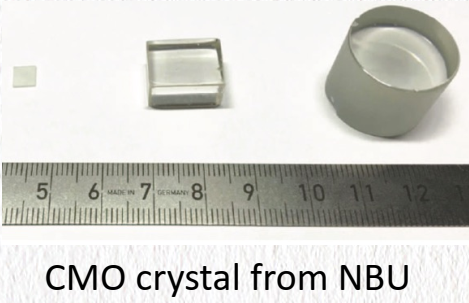 5 6 MADE IN 7 GERMANY 8 9 10 11 12
CMO crystal from NBU